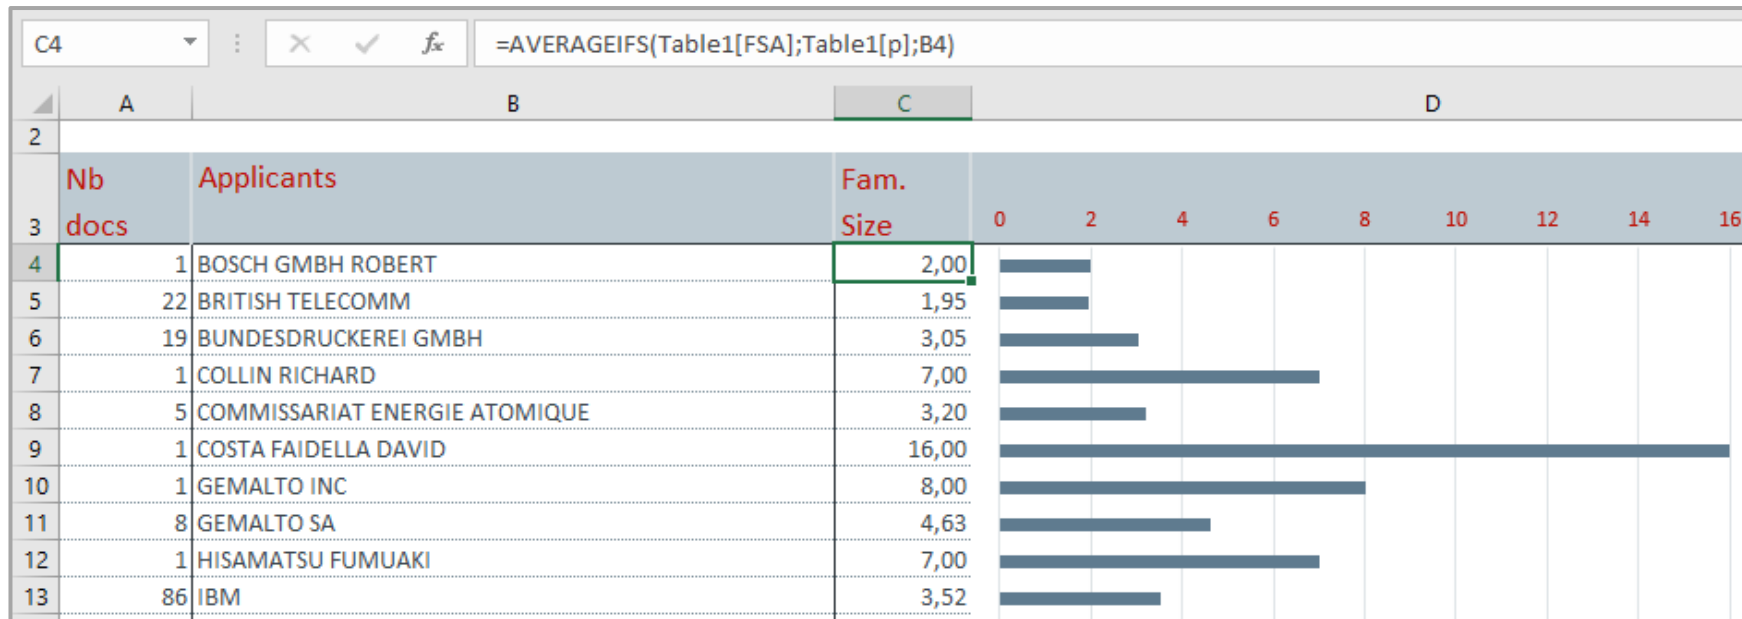 C4 fx =AVERAGEIFS(Table1[FSA];Table1[p];B4)
A B C D
2
3 Nb docs Applicants Fam. Size 0 2 4 6 8 10 12 14 16
4 1 BOSCH GMBH ROBERT 2,00
5 22 BRITISH TELECOMM 1,95
6 19 BUNDESDRUCKEREI GMBH 3,05
7 1 COLLIN RICHARD 7,00
8 5 COMMISSARIAT ENERGIE ATOMIQUE 3,20
9 1 COSTA FAIDELLA DAVID 16,00
10 1 GEMALTO INC 8,00
11 8 GEMALTO SA 4,63
12 1 HISAMATSU FUMUAKI 7,00
13 86 IBM 3,52